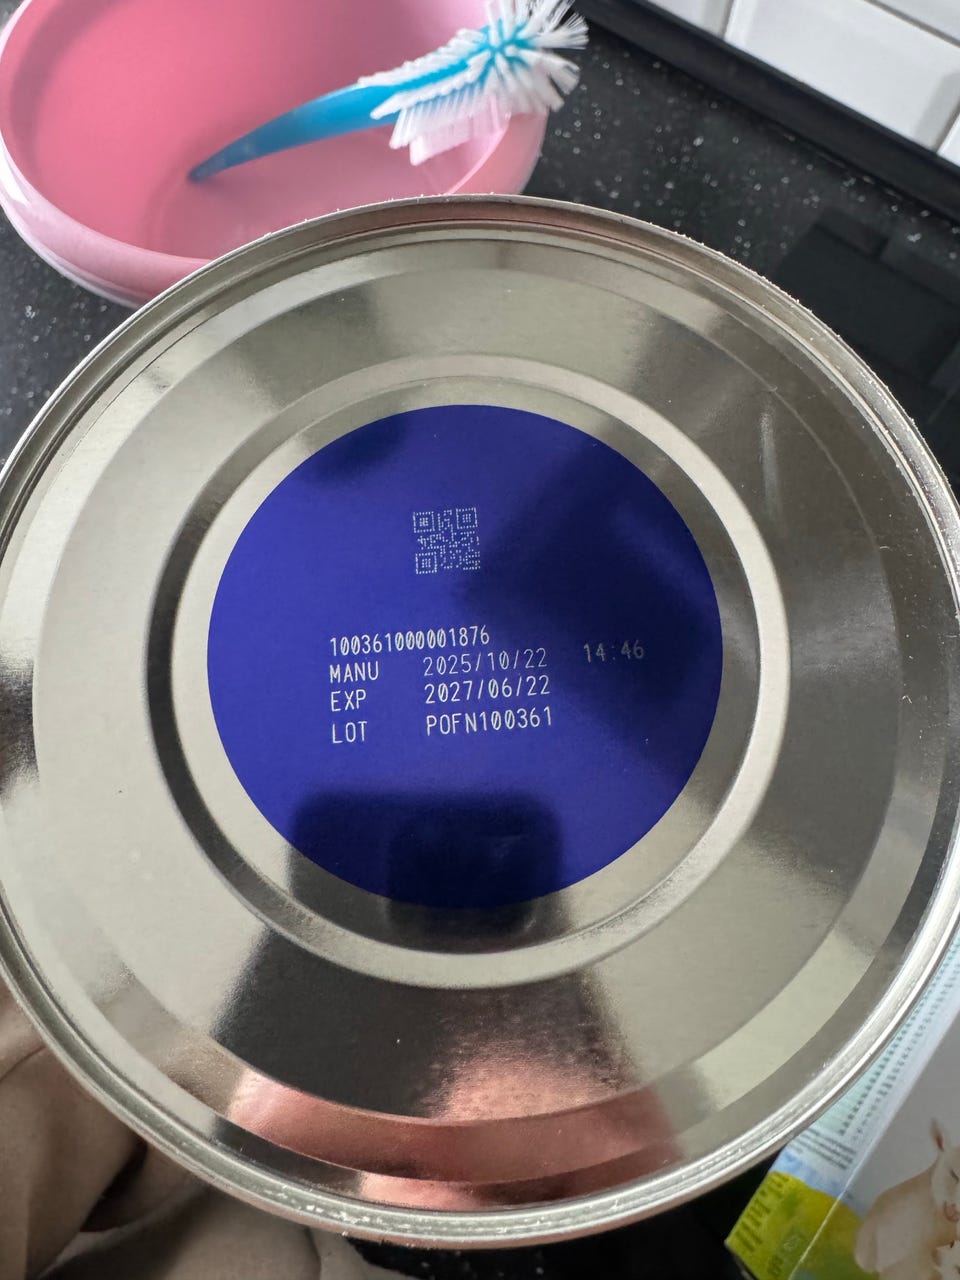 100361000001876
MANU 2025/10/22 14:46
EXP 2027/06/22
LOT POFN100361